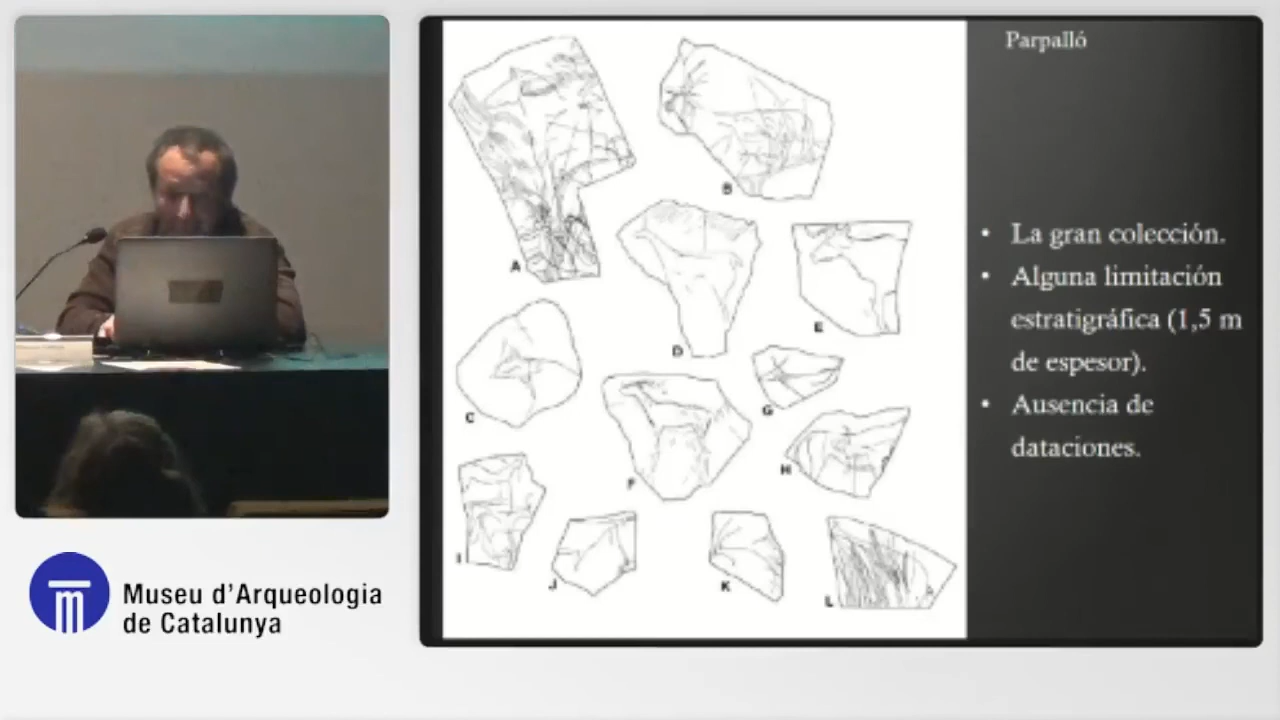 Parpalló
A
B
C
D
E
F
G
H
I
J
K
L
• La gran colección.
• Alguna limitación
estratigráfica (1,5 m
de espesor).
• Ausencia de
dataciones.
Museu d’Arqueologia
de Catalunya